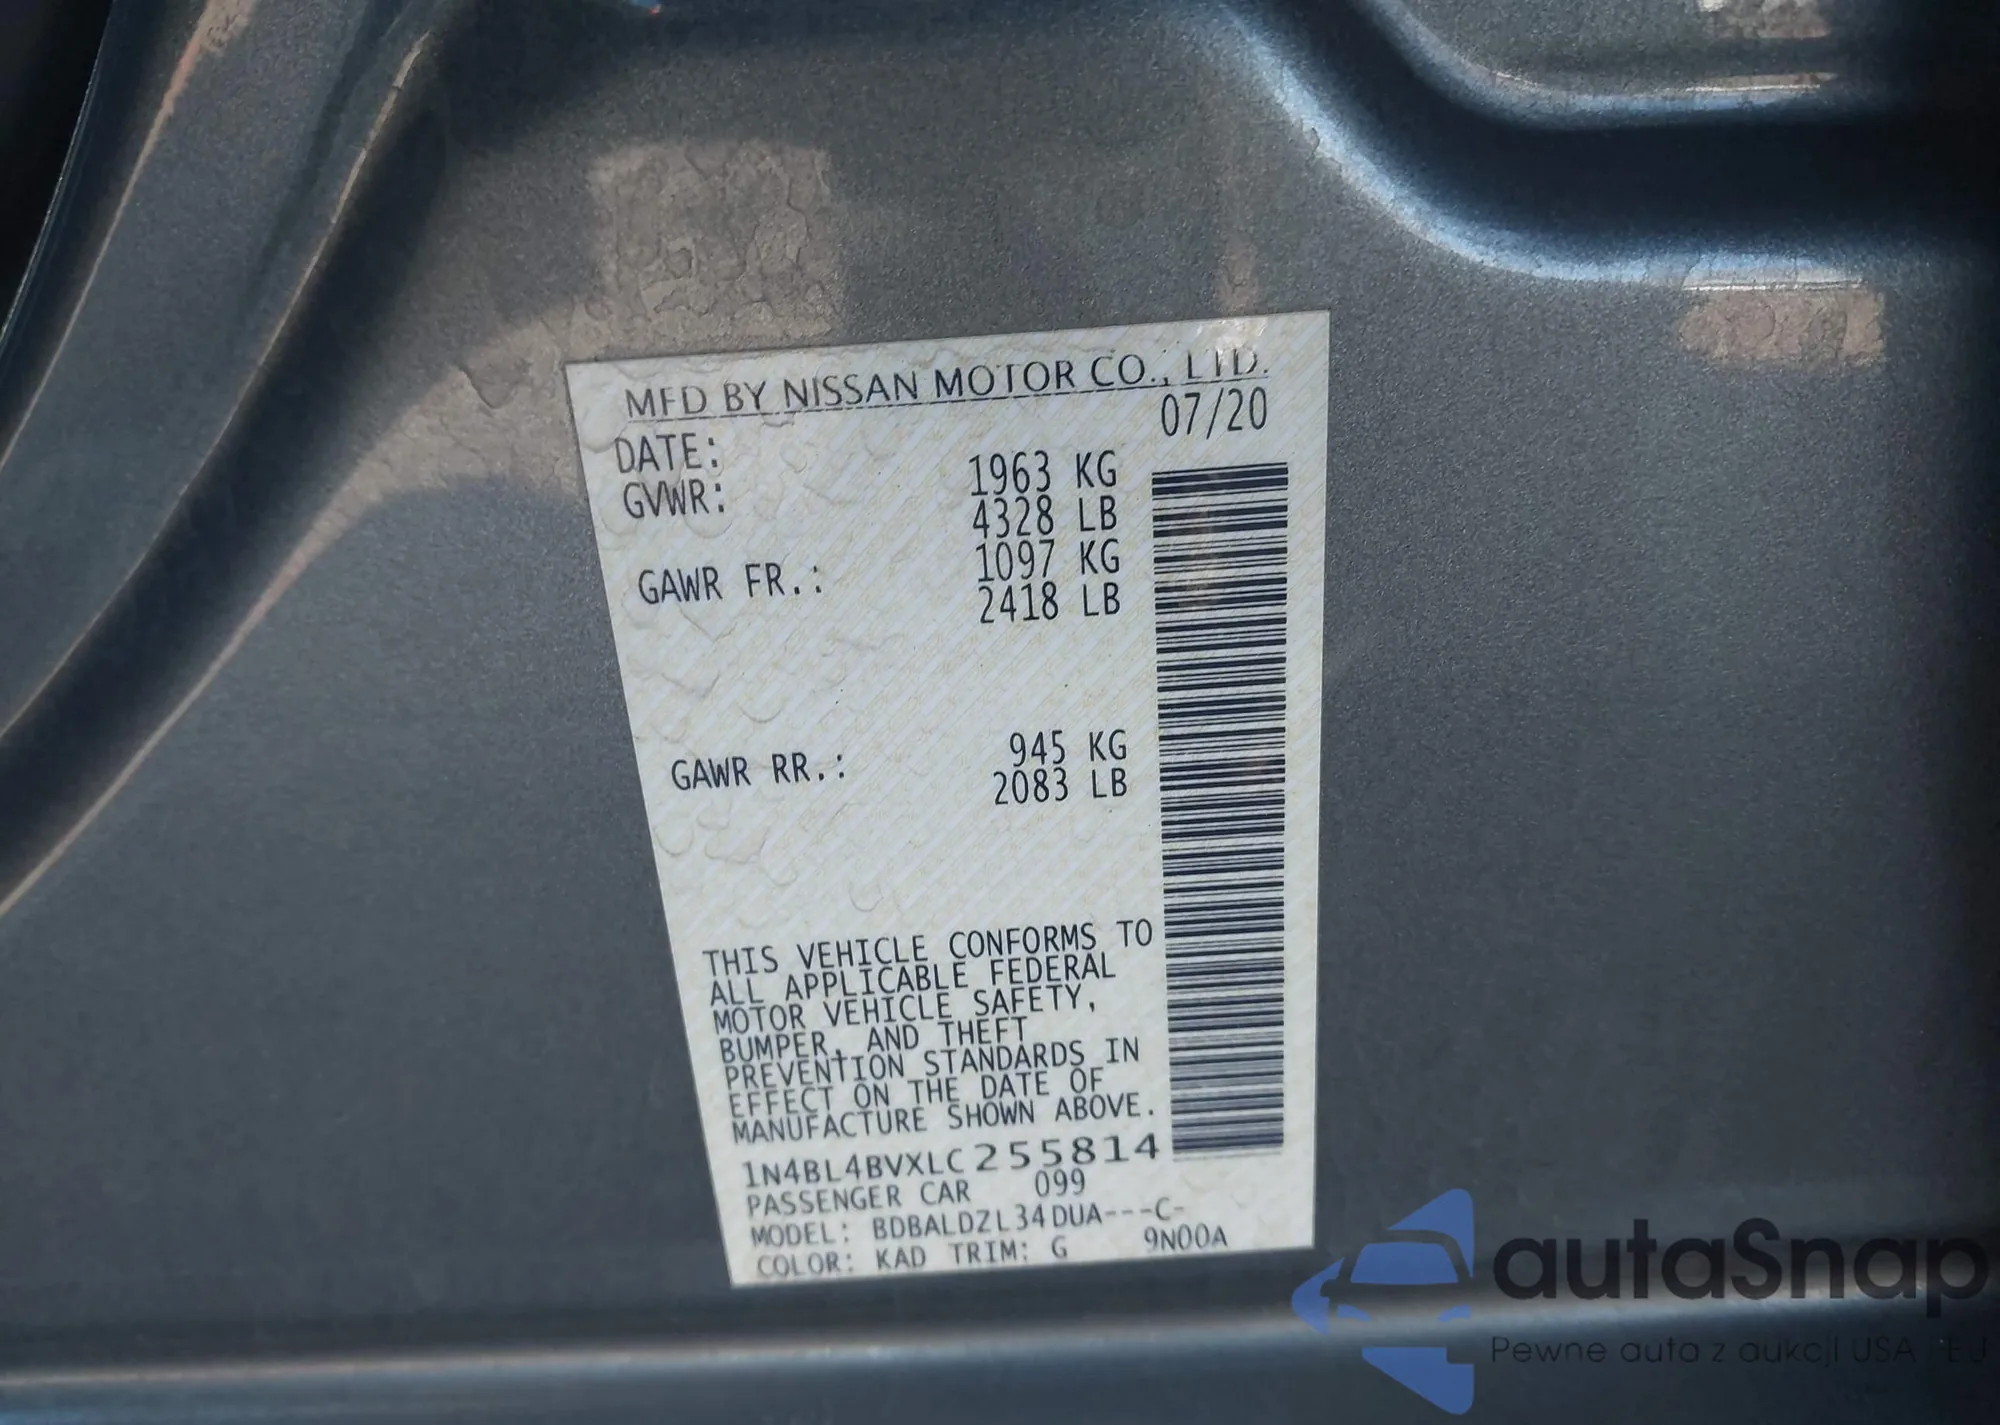 MFD BY NISSAN MOTOR CO., LTD.
DATE: 07/20
GVWR: 1963 KG
4328 LB
GAWR FR.: 1097 KG
2418 LB
GAWR RR.: 945 KG
2083 LB
THIS VEHICLE CONFORMS TO
ALL APPLICABLE FEDERAL
MOTOR VEHICLE SAFETY,
BUMPER, AND THEFT
PREVENTION STANDARDS IN
EFFECT ON THE DATE OF
MANUFACTURE SHOWN ABOVE.
1N4BL4BVXLC255814
PASSENGER CAR 099
MODEL: BDBALDZL34DUA---C-
COLOR: KAD TRIM: G 9N00A
autoSnap
Pewne auta z aukcji USA i EU